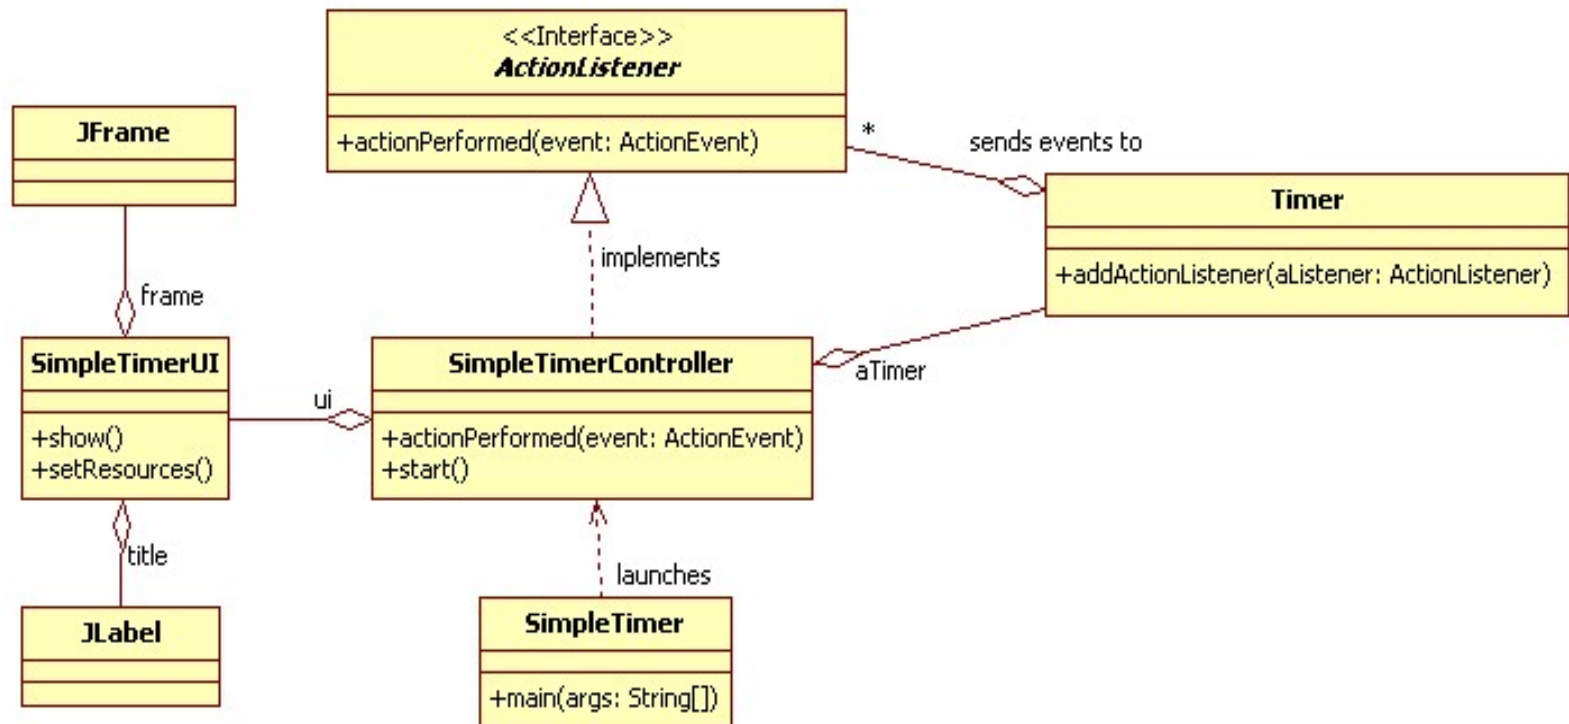 <<Interface>>
ActionListener
+actionPerformed(event: ActionEvent)
JFrame
*
sends events to
Timer
+addActionListener(aListener: ActionListener)
implements
frame
SimpleTimerUI
+show()
+setResources()
ui
SimpleTimerController
+actionPerformed(event: ActionEvent)
+start()
aTimer
title
launches
JLabel
SimpleTimer
+main(args: String[])